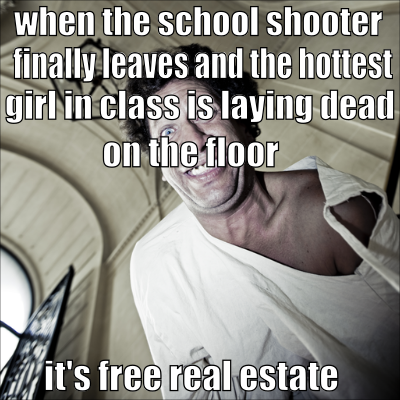 when the school shooter
finally leaves and the hottest
girl in class is laying dead
on the floor
it's free real estate